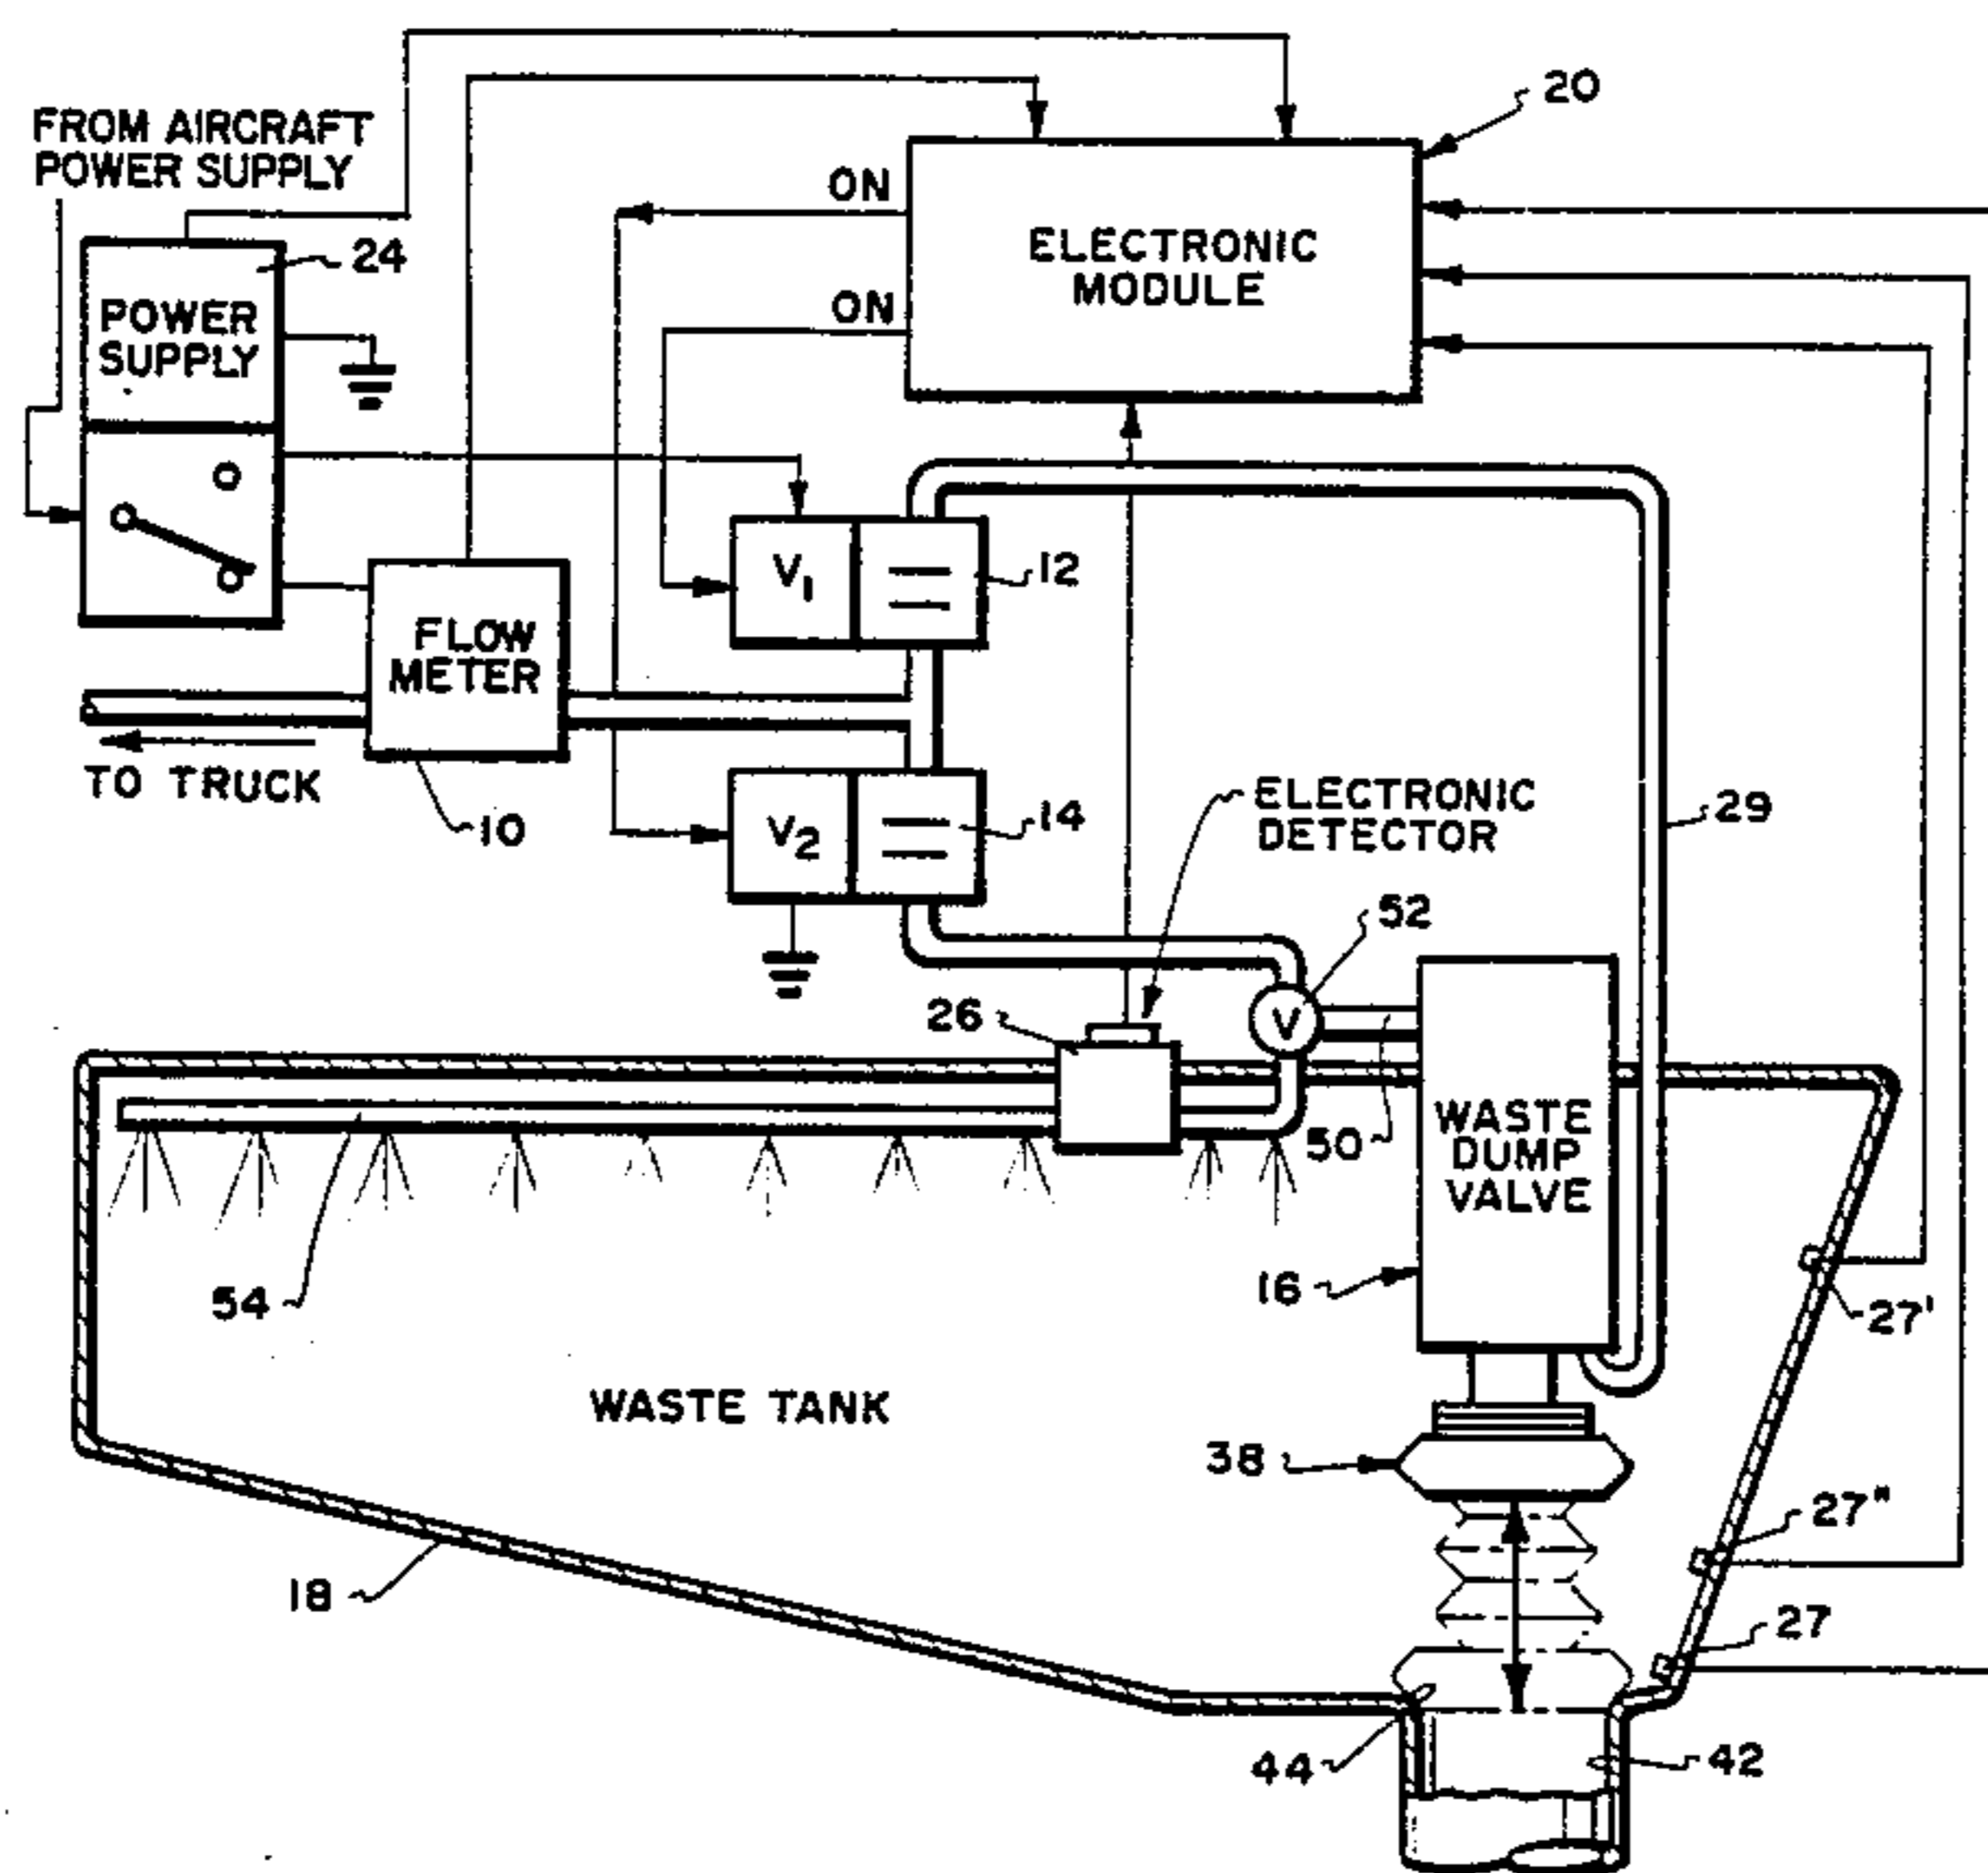 20
FROM AIRCRAFT
POWER SUPPLY
ON
24
ELECTRONIC
MODULE
POWER
SUPPLY
ON
V1
12
FLOW
METER
TO TRUCK
10
V2
14
ELECTRONIC
DETECTOR
29
52
26
V
50
WASTE
DUMP
VALVE
16
54
27'
WASTE TANK
38
27"
18
27
44
42